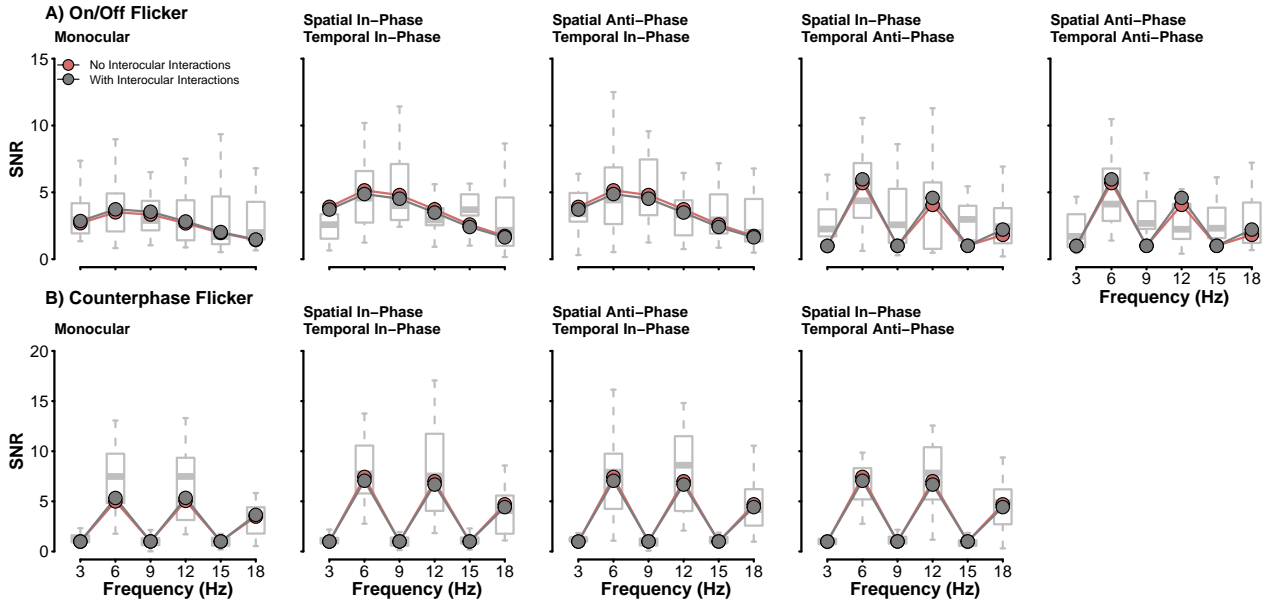 A) On/Off Flicker
Monocular
Spatial In−Phase
Temporal In−Phase
Spatial Anti−Phase
Temporal In−Phase
Spatial In−Phase
Temporal Anti−Phase
Spatial Anti−Phase
Temporal Anti−Phase
No Interocular Interactions
With Interocular Interactions
SNR
15
10
5
0
3 6 9 12 15 18
Frequency (Hz)
B) Counterphase Flicker
Monocular
Spatial In−Phase
Temporal In−Phase
Spatial Anti−Phase
Temporal In−Phase
Spatial In−Phase
Temporal Anti−Phase
SNR
20
15
10
5
0
3 6 9 12 15 18
Frequency (Hz)
3 6 9 12 15 18
Frequency (Hz)
3 6 9 12 15 18
Frequency (Hz)
3 6 9 12 15 18
Frequency (Hz)